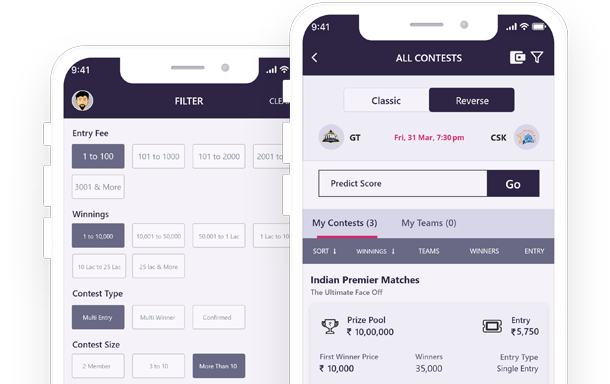 9:41
FILTER
CLEA
Entry Fee
1 to 100
101 to 1000
101 to 2000
2001 to
3001 & More
Winnings
1 to 10,000
10,001 to 50,000
50.001 to 1 Lac
1 Lac to 10
10 Lac to 25 Lac
25 lac & More
Contest Type
Multi Entry
Multi Winner
Confirmed
Contest Size
2 Member
3 to 10
More Than 10
9:41
ALL CONTESTS
Classic
Reverse
GT
Fri, 31 Mar, 7:30 pm
CSK
Predict Score
Go
My Contests (3)
My Teams (0)
SORT ↓
WINNINGS ↓
TEAMS
WINNERS
ENTRY
Indian Premier Matches
The Ultimate Face Off
Prize Pool
₹ 10,00,000
Entry
₹ 5,750
First Winner Price
₹ 10,000
Winners
35,000
Entry Type
Single Entry